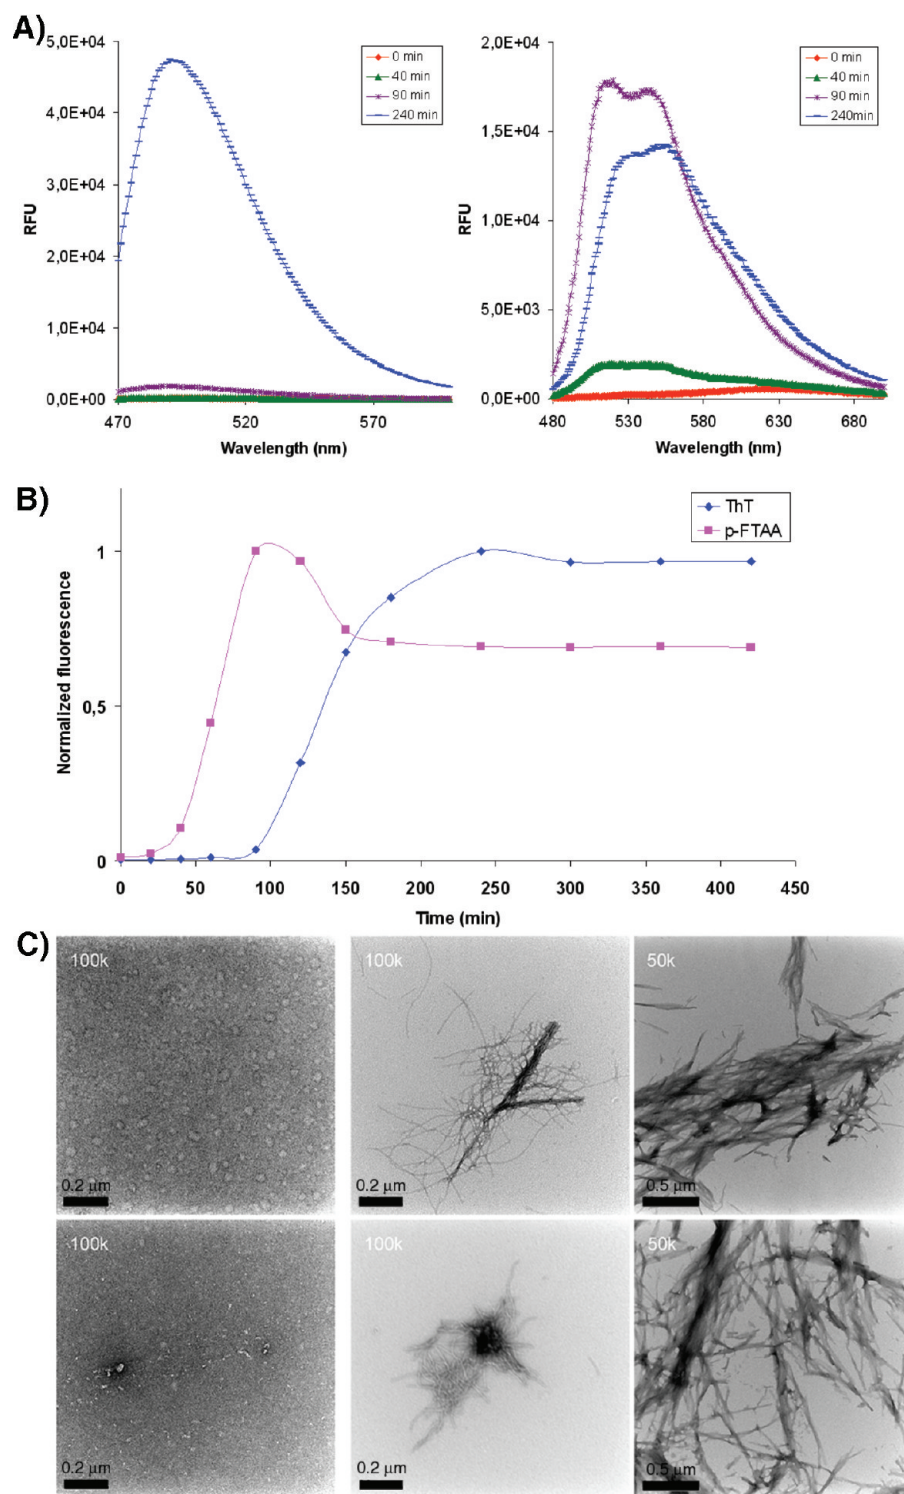 A)
5,0E+04
4,0E+04
3,0E+04
2,0E+04
1,0E+04
0,0E+00
RFU
470
520
570
Wavelength (nm)
0 min
40 min
90 min
240 min
2,0E+04
1,5E+04
1,0E+04
5,0E+03
0,0E+00
RFU
480
530
580
630
680
Wavelength (nm)
0 min
40 min
90 min
240min
B)
1
0,5
0
Normalized fluorescence
0
50
100
150
200
250
300
350
400
450
Time (min)
ThT
p-FTAA
C)
100k
0.2 μm
100k
0.2 μm
50k
0.5 μm
100k
0.2 μm
100k
0.2 μm
50k
0.5 μm